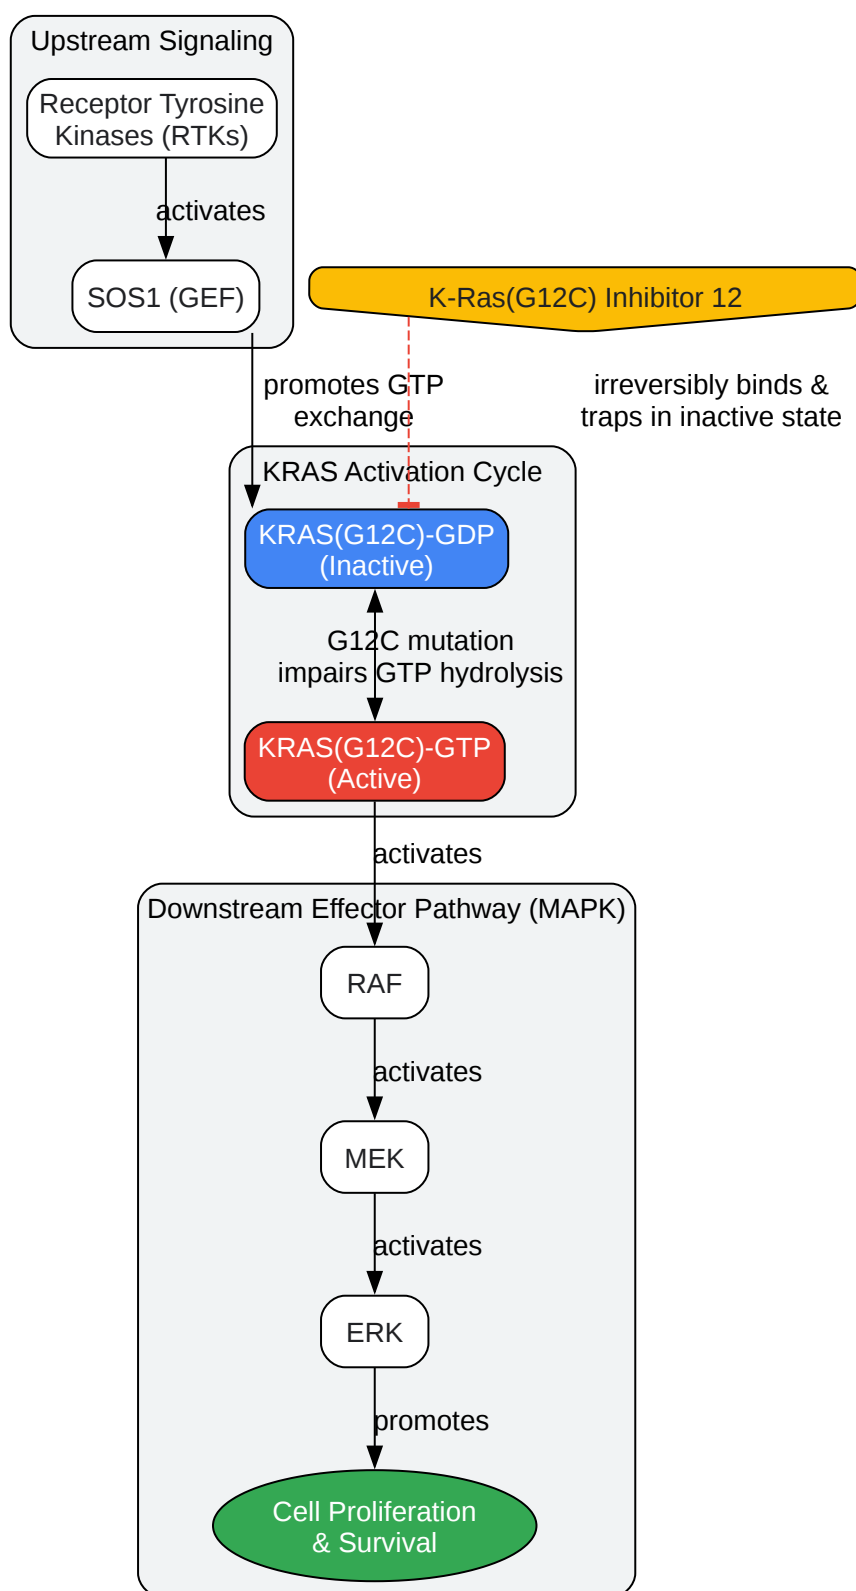 Upstream Signaling
Receptor Tyrosine
Kinases (RTKs)
activates
SOS1 (GEF)
K-Ras(G12C) Inhibitor 12
promotes GTP
exchange
irreversibly binds &
traps in inactive state
KRAS Activation Cycle
KRAS(G12C)-GDP
(Inactive)
G12C mutation
impairs GTP hydrolysis
KRAS(G12C)-GTP
(Active)
activates
Downstream Effector Pathway (MAPK)
RAF
activates
MEK
activates
ERK
promotes
Cell Proliferation
& Survival